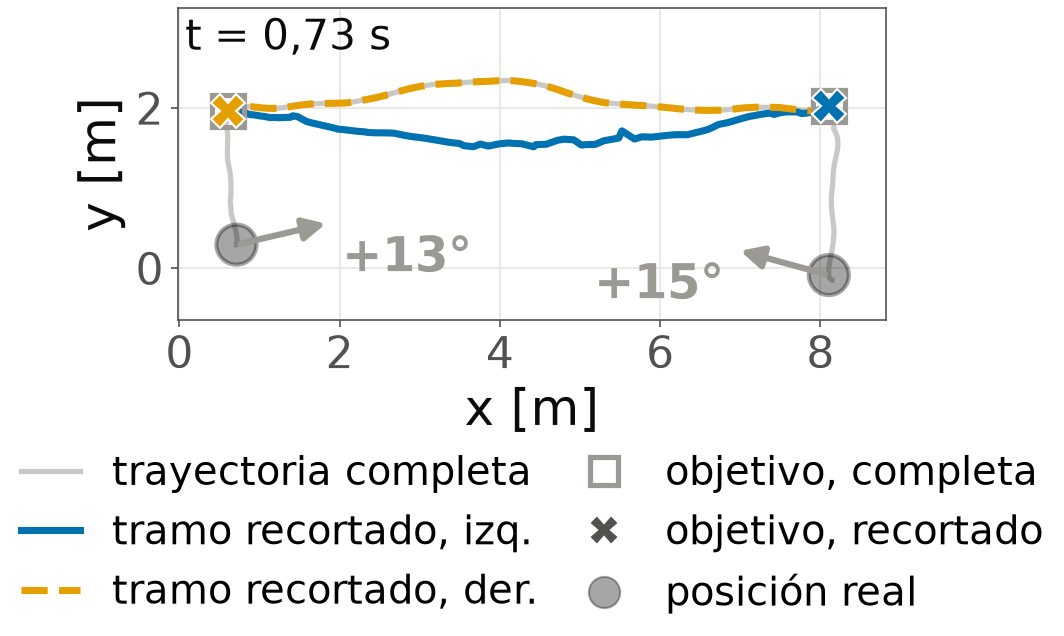 t = 0,73 s
y [m]
2
0
+13°
+15°
0 2 4 6 8
x [m]
trayectoria completa
tramo recortado, izq.
tramo recortado, der.
objetivo, completa
objetivo, recortado
posición real